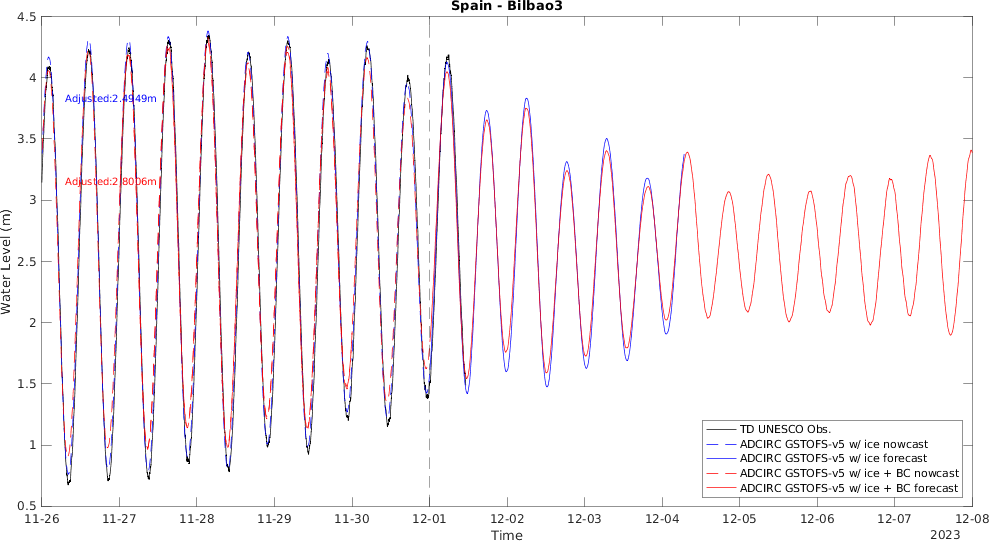 Spain - Bilbao3
4.5
4
3.5
3
2.5
2
1.5
1
0.5
Water Level (m)
Adjusted:2.4949m
Adjusted:2.8006m
TD UNESCO Obs.
ADCIRC GSTOFS-v5 w/ ice nowcast
ADCIRC GSTOFS-v5 w/ ice forecast
ADCIRC GSTOFS-v5 w/ ice + BC nowcast
ADCIRC GSTOFS-v5 w/ ice + BC forecast
11-26 11-27 11-28 11-29 11-30 12-01 12-02 12-03 12-04 12-05 12-06 12-07 12-08
Time
2023